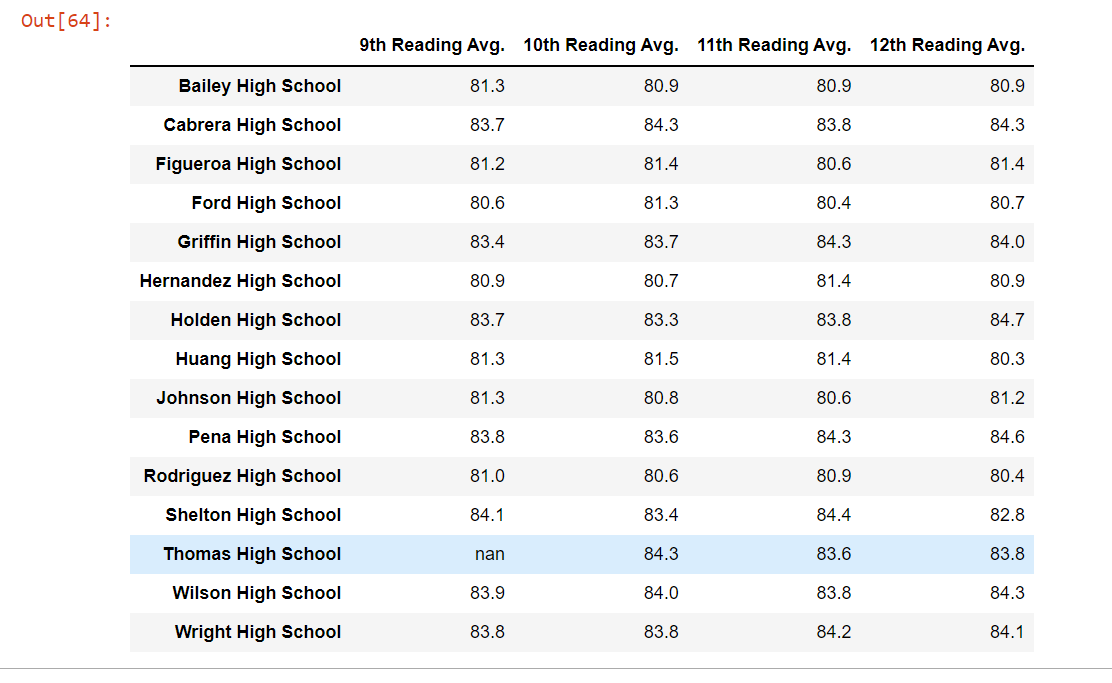 Out[64]:
9th Reading Avg. 10th Reading Avg. 11th Reading Avg. 12th Reading Avg.
Bailey High School 81.3 80.9 80.9 80.9
Cabrera High School 83.7 84.3 83.8 84.3
Figueroa High School 81.2 81.4 80.6 81.4
Ford High School 80.6 81.3 80.4 80.7
Griffin High School 83.4 83.7 84.3 84.0
Hernandez High School 80.9 80.7 81.4 80.9
Holden High School 83.7 83.3 83.8 84.7
Huang High School 81.3 81.5 81.4 80.3
Johnson High School 81.3 80.8 80.6 81.2
Pena High School 83.8 83.6 84.3 84.6
Rodriguez High School 81.0 80.6 80.9 80.4
Shelton High School 84.1 83.4 84.4 82.8
Thomas High School nan 84.3 83.6 83.8
Wilson High School 83.9 84.0 83.8 84.3
Wright High School 83.8 83.8 84.2 84.1